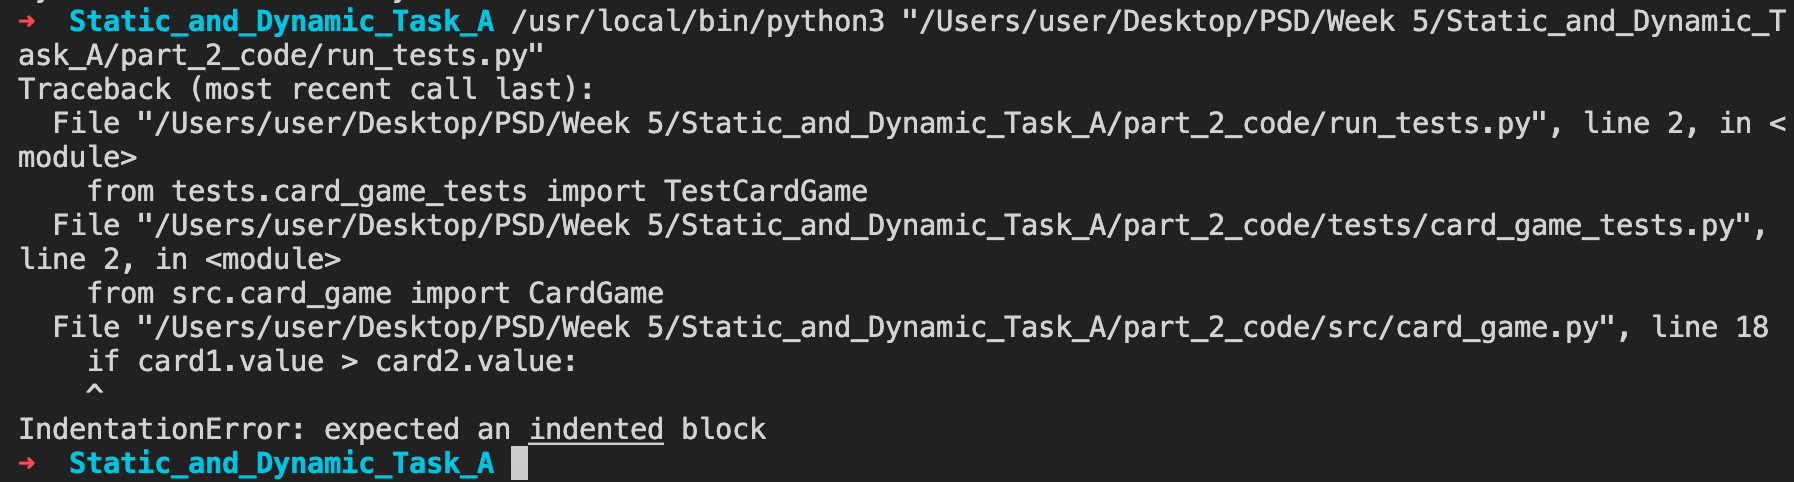 → Static_and_Dynamic_Task_A /usr/local/bin/python3 "/Users/user/Desktop/PSD/Week 5/Static_and_Dynamic_T
ask_A/part_2_code/run_tests.py"
Traceback (most recent call last):
  File "/Users/user/Desktop/PSD/Week 5/Static_and_Dynamic_Task_A/part_2_code/run_tests.py", line 2, in <
module>
    from tests.card_game_tests import TestCardGame
  File "/Users/user/Desktop/PSD/Week 5/Static_and_Dynamic_Task_A/part_2_code/tests/card_game_tests.py",
line 2, in <module>
    from src.card_game import CardGame
  File "/Users/user/Desktop/PSD/Week 5/Static_and_Dynamic_Task_A/part_2_code/src/card_game.py", line 18
    if card1.value > card2.value:
    ^
IndentationError: expected an indented block
→ Static_and_Dynamic_Task_A